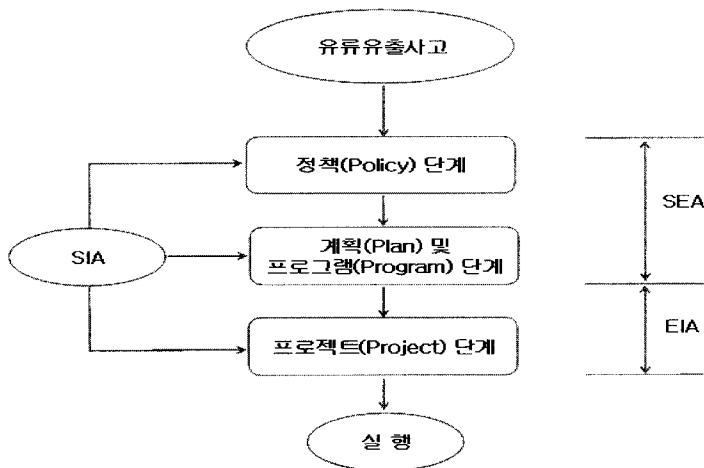 유류유출사고
정책(Policy) 단계
SEA
계획(Plan) 및
프로그램(Program) 단계
SIA
프로젝트(Project) 단계
EIA
실 행